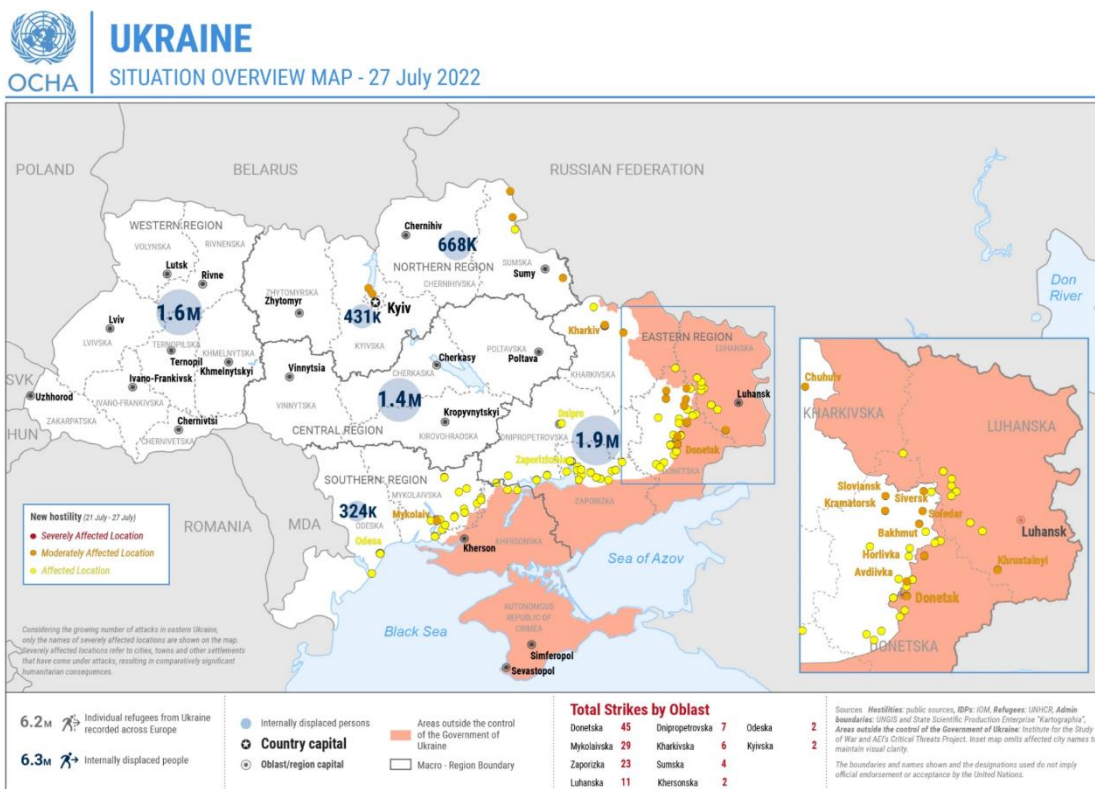 OCHA
UKRAINE
SITUATION OVERVIEW MAP - 27 July 2022
POLAND
BELARUS
RUSSIAN FEDERATION
WESTERN REGION
VOLYNSKA
RIVNENSKA
Lutsk
Rivne
1.6M
Lviv
LVIVSKA
TERNOPILSKA
Ternopil
KHMELNYTSKA
Khmelnytskyi
Ivano-Frankivsk
IVANO-FRANKIVSKA
SVK
Uzhhorod
ZAKARPATSKA
Chernivtsi
CHERNIVETSKA
HUN
ROMANIA
MDA
Chernihiv
668K
NORTHERN REGION
CHERNIHIVSKA
SUMSKA
Sumy
ZHYTOMYRSKA
Zhytomyr
Kyiv
431K
KYIVSKA
Vinnytsia
VINNYTSKA
Cherkasy
CHERKASKA
POLTAVSKA
Poltava
1.4M
CENTRAL REGION
Kropyvnytskyi
KIROVOHRADSKA
Kharkiv
KHARKIVSKA
EASTERN REGION
LUHANSKA
Luhansk
Dnipro
DNIPROPETROVSKA
1.9M
Donetsk
DONETSKA
Zaporizhzhia
ZAPORIZKA
SOUTHERN REGION
MYKOLAIVSKA
324K
ODESKA
Odesa
Mykolaiv
Kherson
KHERSONSKA
Sea of Azov
Black Sea
AUTONOMOUS
REPUBLIC OF
CRIMEA
Simferopol
Sevastopol
Don
River
Chuhuiv
KHARKIVSKA
LUHANSKA
Sloviansk
Siversk
Kramatorsk
Soledar
Bakhmut
Luhansk
Horlivka
Khrustalnyi
Avdiivka
Donetsk
DONETSKA
New hostility (21 July - 27 July)
Severely Affected Location
Moderately Affected Location
Affected Location
Considering the growing number of attacks in eastern Ukraine,
only the names of severely affected locations are shown on the map.
Severely affected locations refer to cities, towns and other settlements
that have come under attacks, resulting in comparatively significant
humanitarian consequences.
6.2M
Individual refugees from Ukraine
recorded across Europe
6.3M
Internally displaced people
Internally displaced persons
Country capital
Oblast/region capital
Areas outside the control
of the Government of
Ukraine
Macro - Region Boundary
Total Strikes by Oblast
Donetska 45 Dnipropetrovska 7 Odeska 2
Mykolaivska 29 Kharkivska 6 Kyivska 2
Zaporizka 23 Sumska 4
Luhanska 11 Khersonska 2
Sources Hostilities: public sources, IDPs: IOM, Refugees: UNHCR, Admin
boundaries: UNGIS and State Scientific Production Enterprise "Kartographia",
Areas outside the control of the Government of Ukraine: Institute for the Study
of War and AEI's Critical Threats Project. Inset map omits affected city names to
maintain visual clarity.
The boundaries and names shown and the designations used do not imply
official endorsement or acceptance by the United Nations.